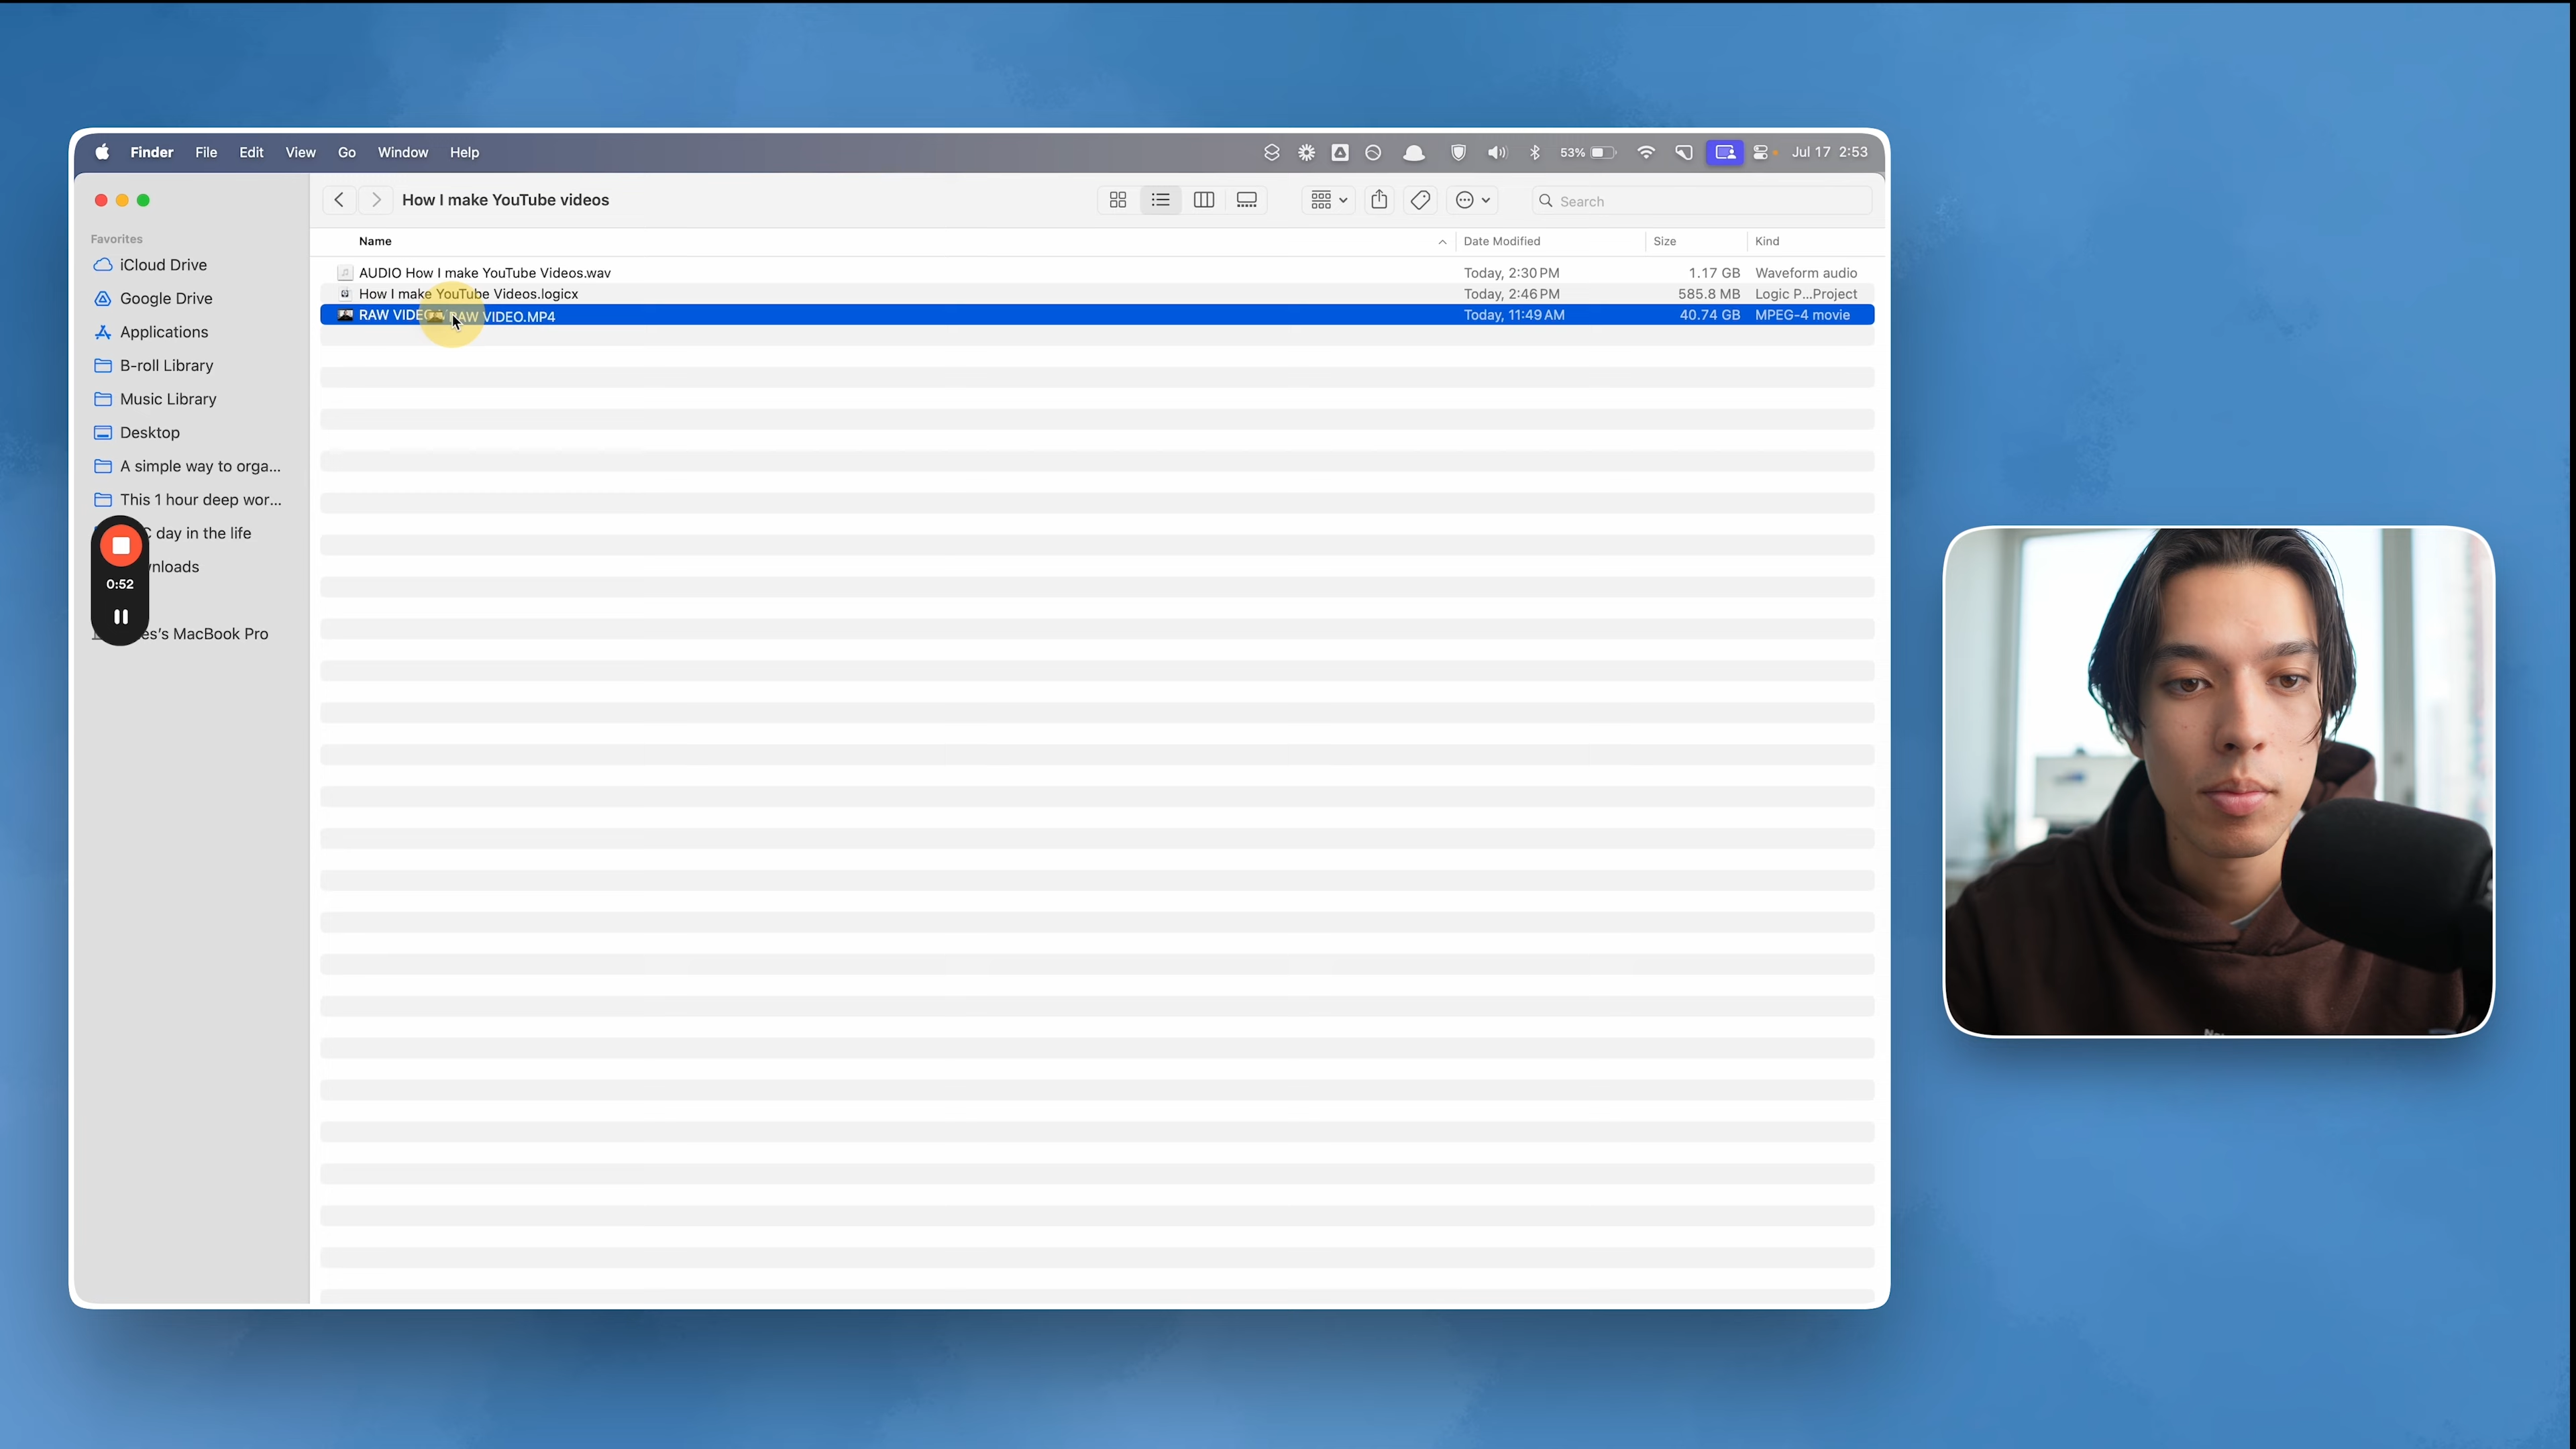 Finder File Edit View Go Window Help 53% Jul 17 2:53
How I make YouTube videos Search
Favorites
iCloud Drive
Google Drive
Applications
B-roll Library
Music Library
Desktop
A simple way to orga...
This 1 hour deep wor...
day in the life
nloads
es's MacBook Pro
0:52
Name Date Modified Size Kind
AUDIO How I make YouTube Videos.wav Today, 2:30 PM 1.17 GB Waveform audio
How I make YouTube Videos.logicx Today, 2:46 PM 585.8 MB Logic P...Project
RAW VIDEO RAW VIDEO.MP4 Today, 11:49 AM 40.74 GB MPEG-4 movie